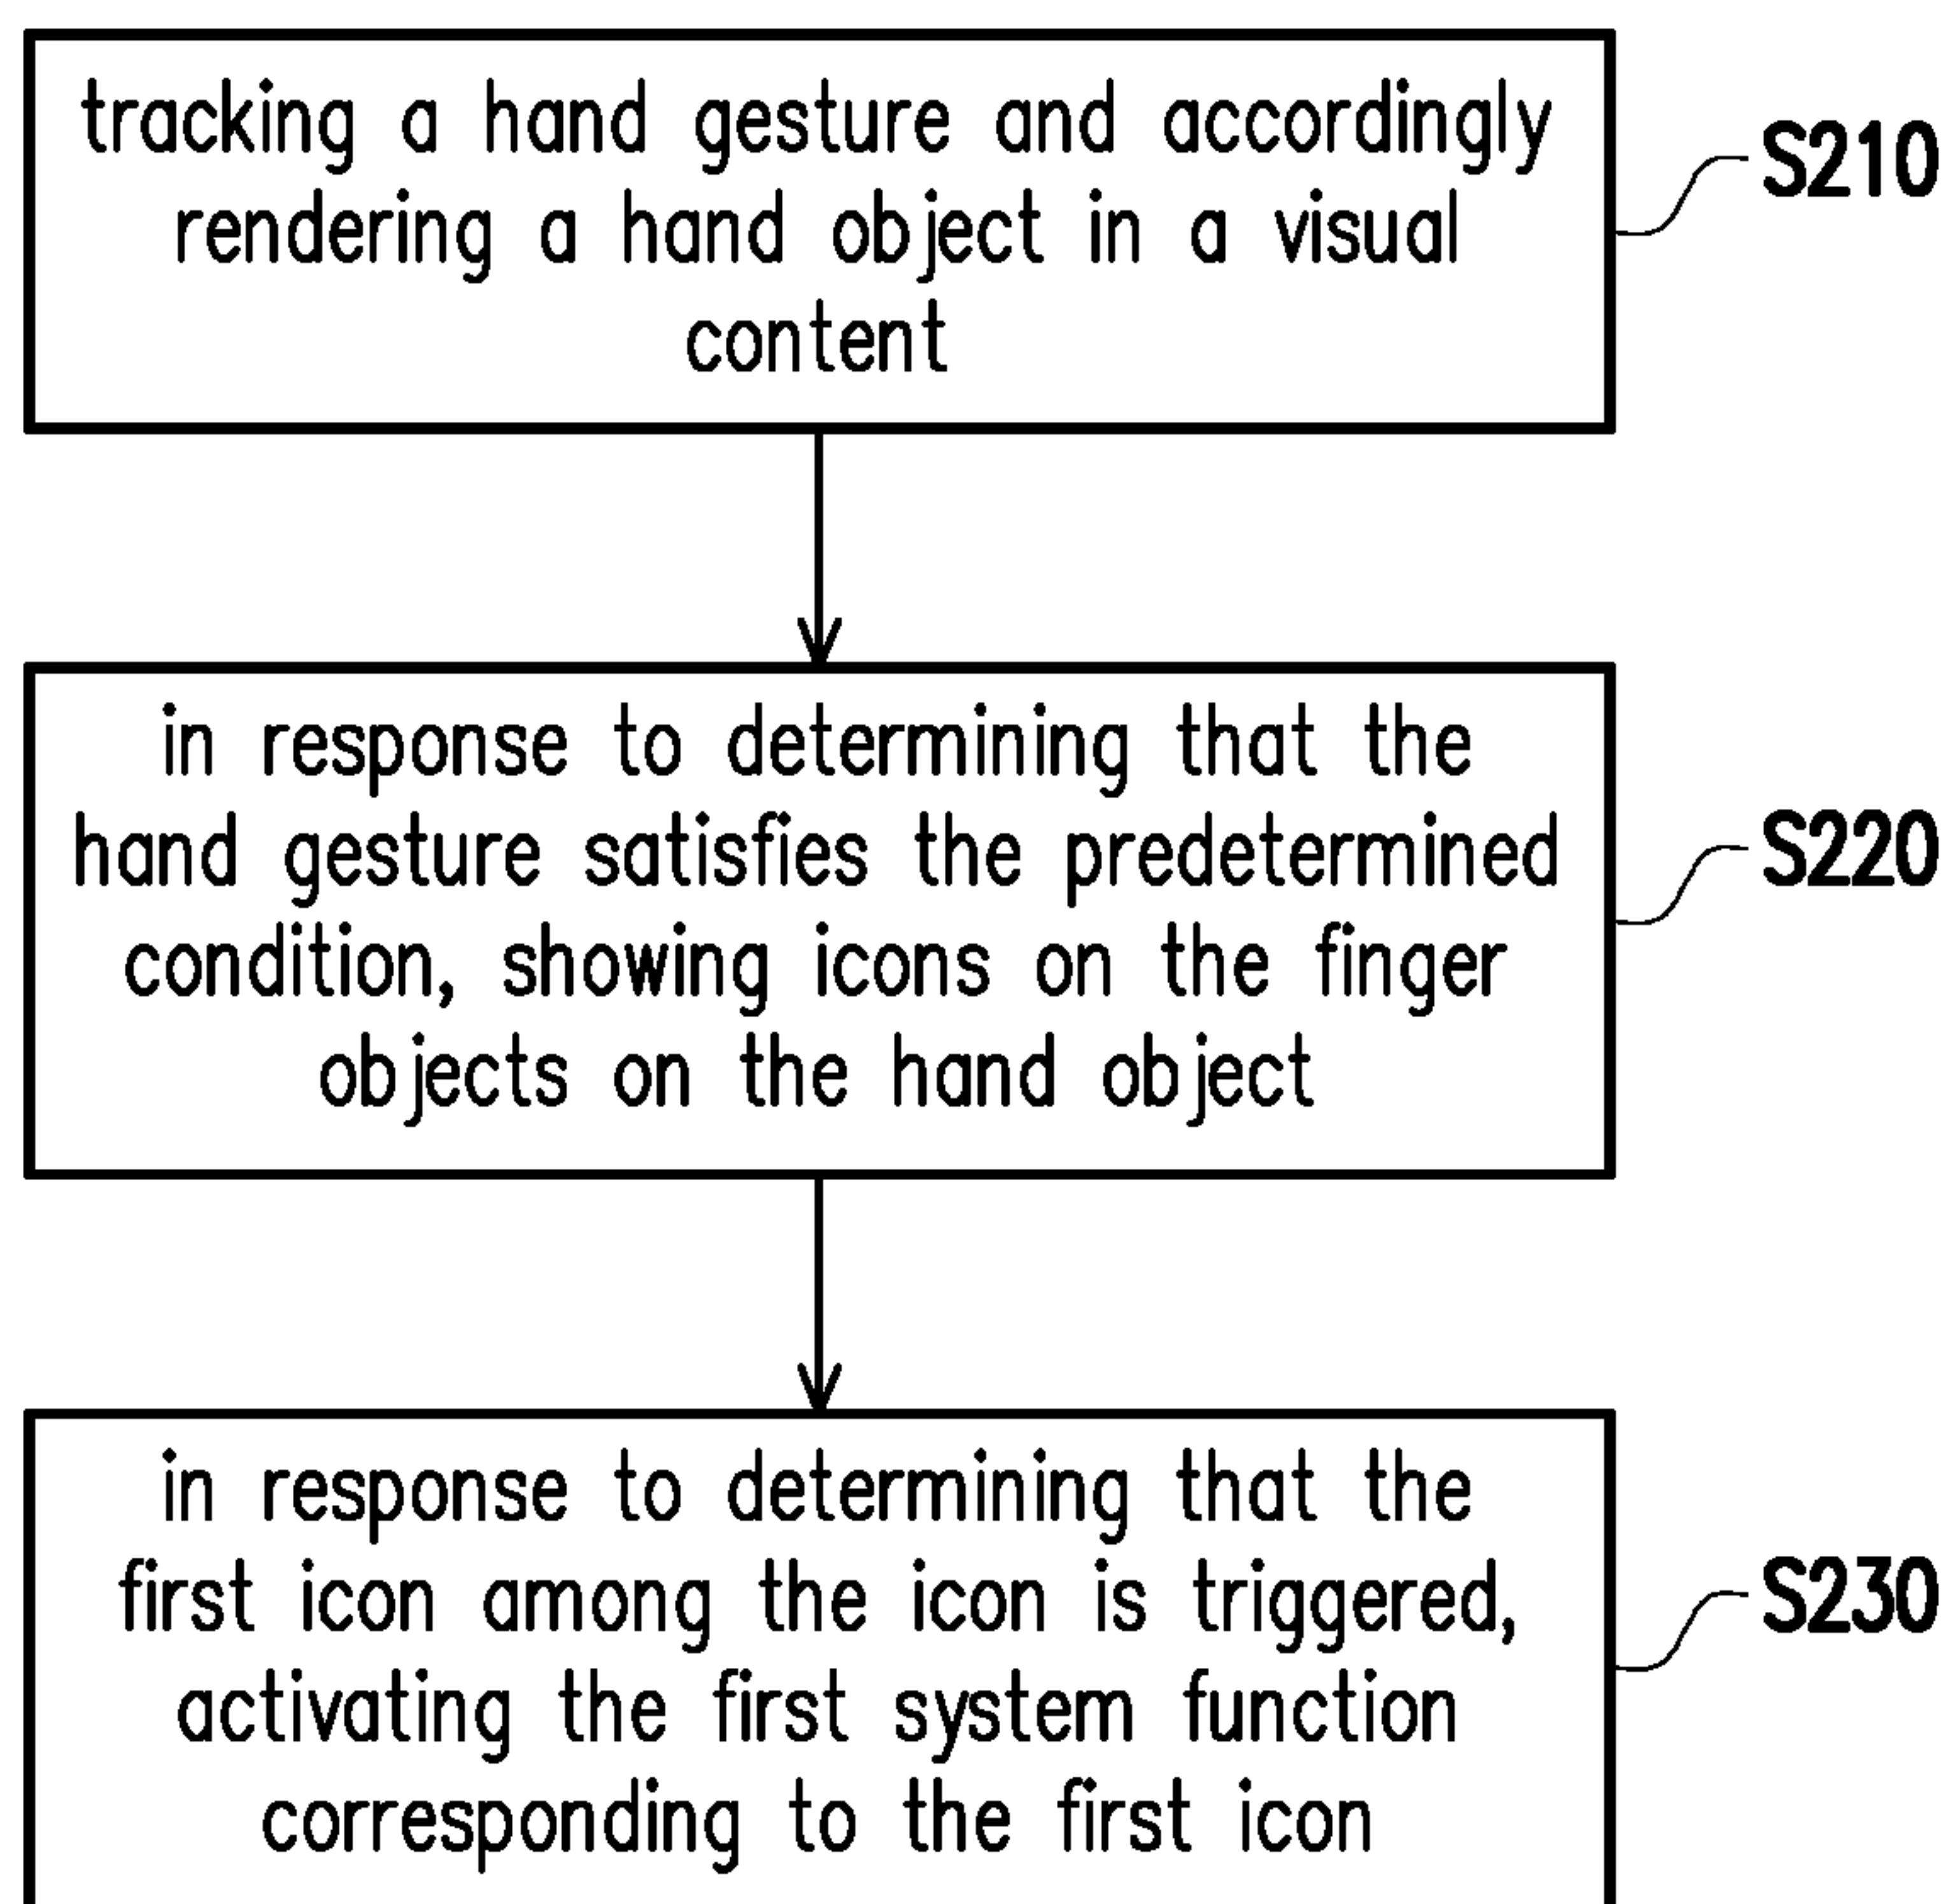 tracking a hand gesture and accordingly
rendering a hand object in a visual
content
S210
in response to determining that the
hand gesture satisfies the predetermined
condition, showing icons on the finger
objects on the hand object
S220
in response to determining that the
first icon among the icon is triggered,
activating the first system function
corresponding to the first icon
S230